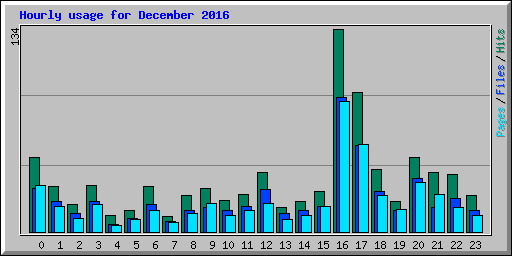 Hourly usage for December 2016
134
Pages / Files / Hits
0 1 2 3 4 5 6 7 8 9 10 11 12 13 14 15 16 17 18 19 20 21 22 23